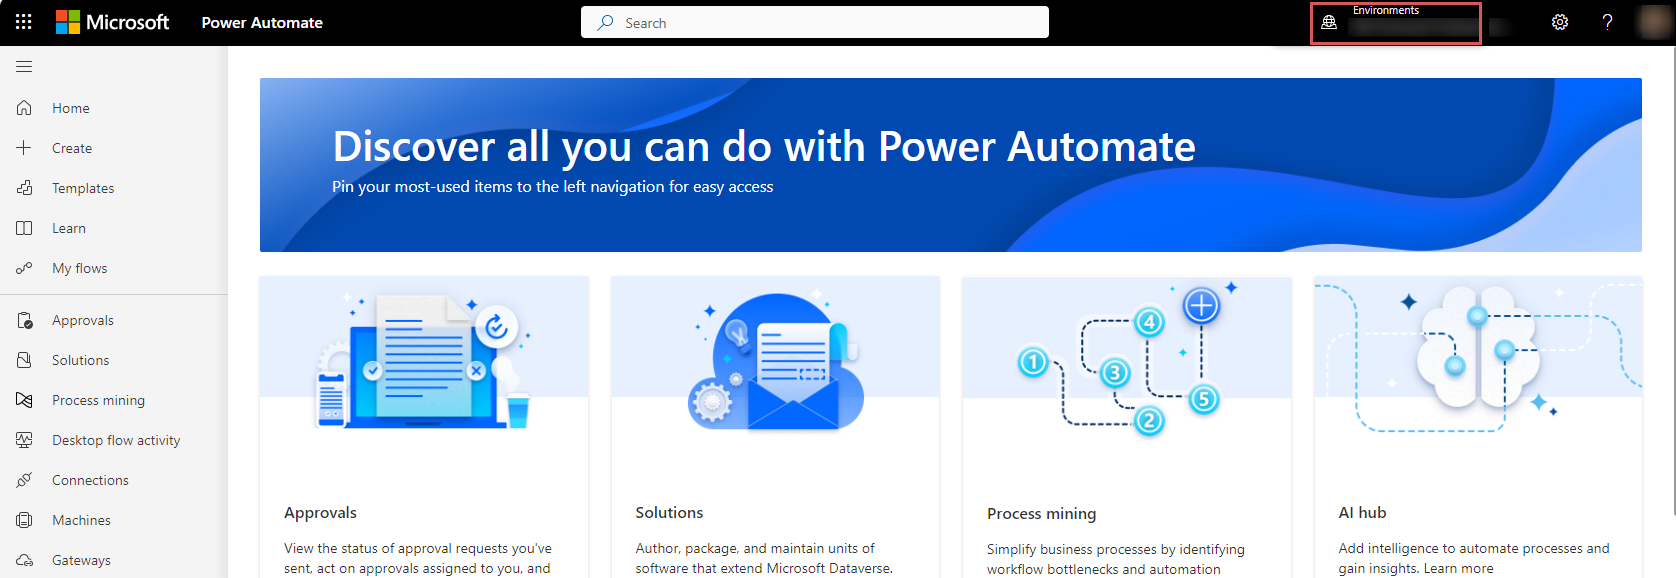 Microsoft
Power Automate
Search
Environments
?
Home
Create
Templates
Learn
My flows
Approvals
Solutions
Process mining
Desktop flow activity
Connections
Machines
Gateways
Discover all you can do with Power Automate
Pin your most-used items to the left navigation for easy access
Approvals
View the status of approval requests you've
sent, act on approvals assigned to you, and
Solutions
Author, package, and maintain units of
software that extend Microsoft Dataverse.
1
2
3
4
5
Process mining
Simplify business processes by identifying
workflow bottlenecks and automation
AI hub
Add intelligence to automate processes and
gain insights. Learn more